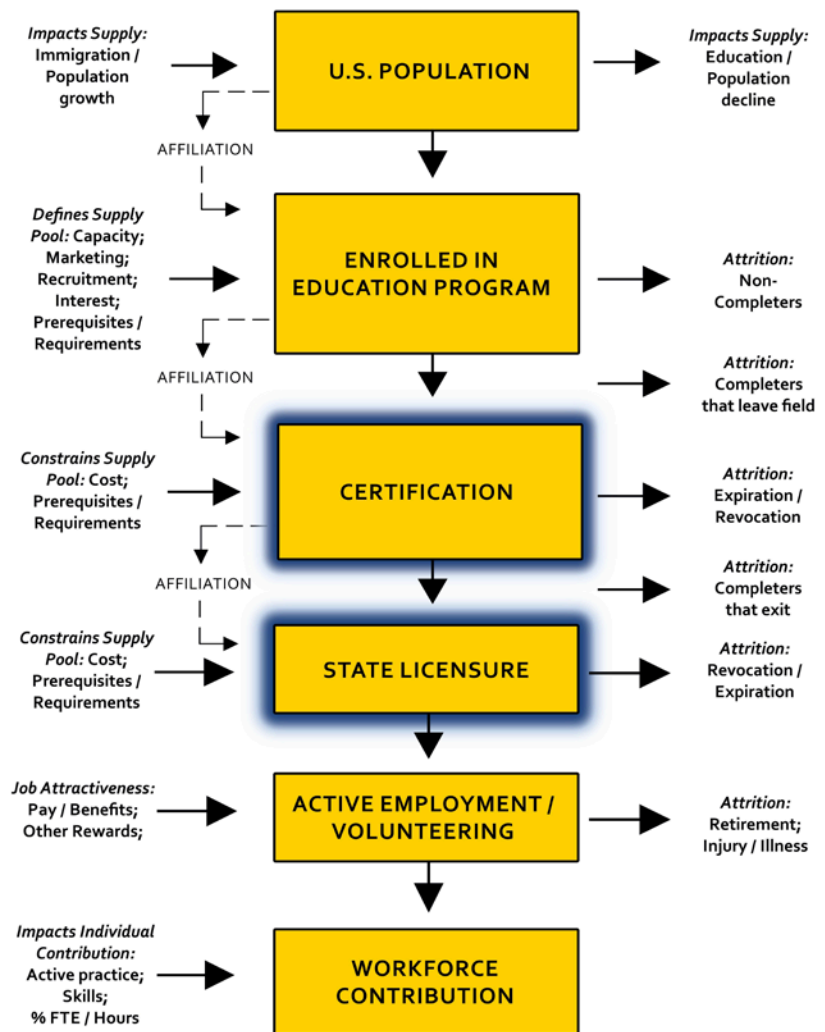 Impacts Supply:
Immigration /
Population
growth
U.S. POPULATION
Impacts Supply:
Education /
Population
decline
AFFILIATION
Defines Supply
Pool: Capacity;
Marketing;
Recruitment;
Interest;
Prerequisites /
Requirements
ENROLLED IN
EDUCATION PROGRAM
Attrition:
Non-
Completers
AFFILIATION
Attrition:
Completers
that leave field
Constrains Supply
Pool: Cost;
Prerequisites /
Requirements
CERTIFICATION
Attrition:
Expiration /
Revocation
AFFILIATION
Attrition:
Completers
that exit
Constrains Supply
Pool: Cost;
Prerequisites /
Requirements
STATE LICENSURE
Attrition:
Revocation /
Expiration
Job Attractiveness:
Pay / Benefits;
Other Rewards;
ACTIVE EMPLOYMENT /
VOLUNTEERING
Attrition:
Retirement;
Injury / Illness
Impacts Individual
Contribution:
Active practice;
Skills;
% FTE / Hours
WORKFORCE
CONTRIBUTION